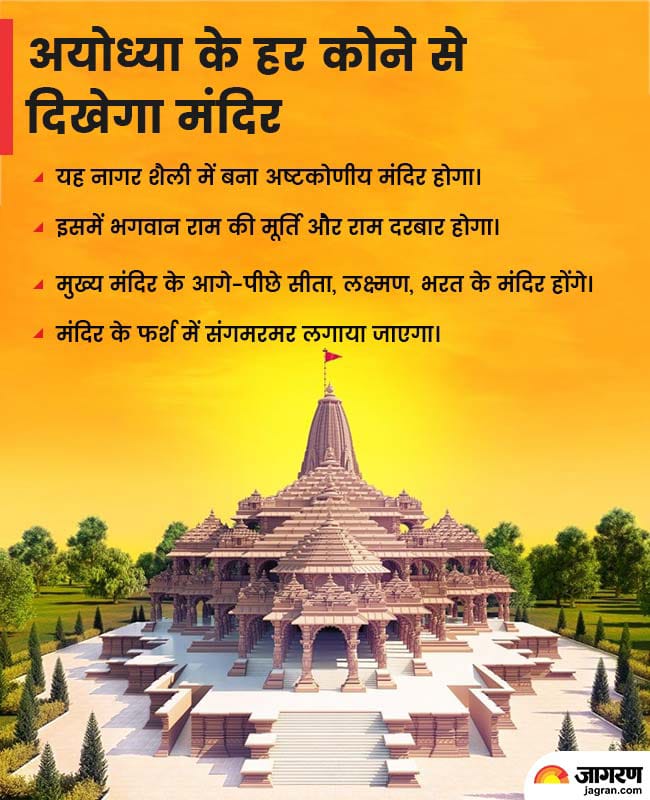 अयोध्या के हर कोने से
दिखेगा मंदिर
यह नागर शैली में बना अष्टकोणीय मंदिर होगा।
इसमें भगवान राम की मूर्ति और राम दरबार होगा।
मुख्य मंदिर के आगे-पीछे सीता, लक्ष्मण, भरत के मंदिर होंगे।
मंदिर के फर्श में संगमरमर लगाया जाएगा।
जागरण
jagran.com